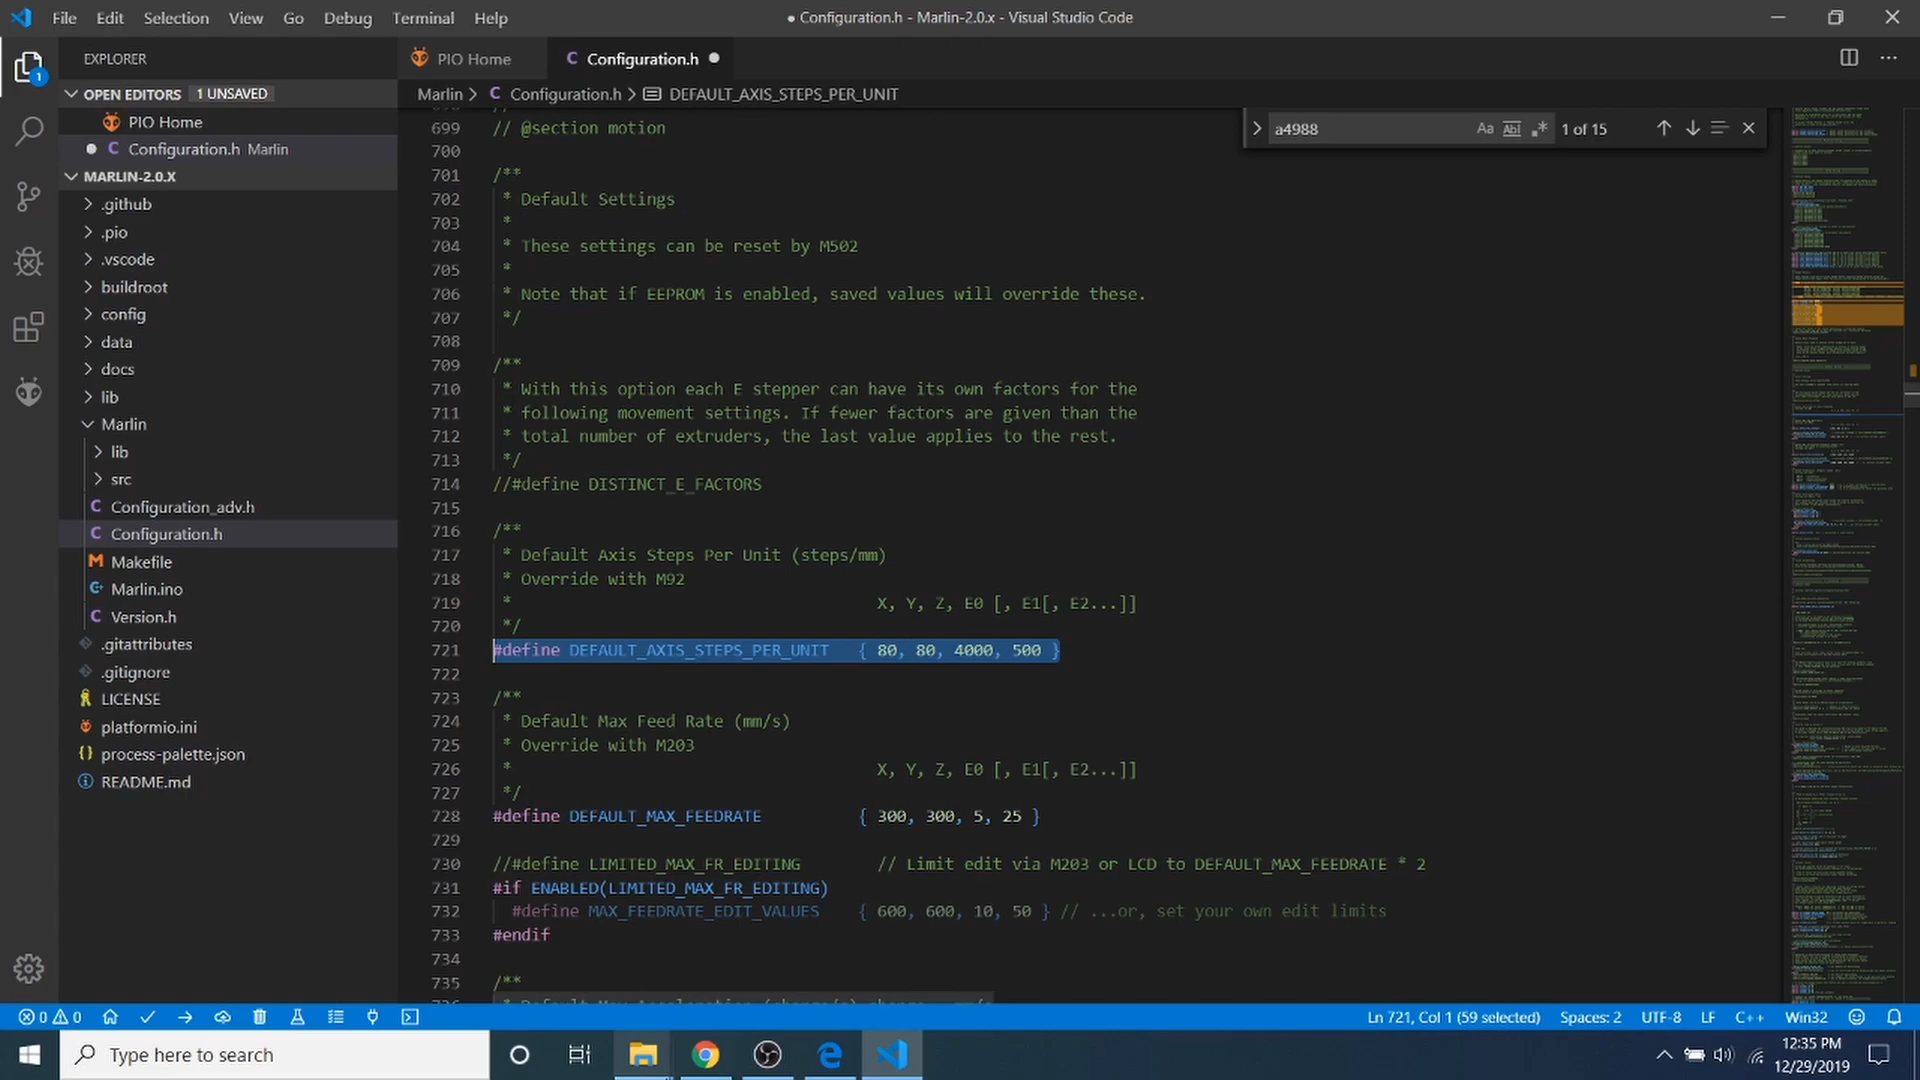 File Edit Selection View Go Debug Terminal Help
● Configuration.h - Marlin-2.0.x - Visual Studio Code
EXPLORER
OPEN EDITORS 1 UNSAVED
PIO Home
Configuration.h Marlin
MARLIN-2.0.X
.github
.pio
.vscode
buildroot
config
data
docs
lib
Marlin
lib
src
Configuration_adv.h
Configuration.h
Makefile
Marlin.ino
Version.h
.gitattributes
.gitignore
LICENSE
platformio.ini
process-palette.json
README.md
PIO Home
Configuration.h
Marlin > Configuration.h > DEFAULT_AXIS_STEPS_PER_UNIT
a4988 Aa Abl .* 1 of 15
699 // @section motion
700
701 /**
702 * Default Settings
703 *
704 * These settings can be reset by M502
705 *
706 * Note that if EEPROM is enabled, saved values will override these.
707 */
708
709 /**
710 * With this option each E stepper can have its own factors for the
711 * following movement settings. If fewer factors are given than the
712 * total number of extruders, the last value applies to the rest.
713 */
714 //#define DISTINCT_E_FACTORS
715
716 /**
717 * Default Axis Steps Per Unit (steps/mm)
718 * Override with M92
719 * X, Y, Z, E0 [, E1[, E2...]]
720 */
721 #define DEFAULT_AXIS_STEPS_PER_UNIT { 80, 80, 4000, 500 }
722
723 /**
724 * Default Max Feed Rate (mm/s)
725 * Override with M203
726 * X, Y, Z, E0 [, E1[, E2...]]
727 */
728 #define DEFAULT_MAX_FEEDRATE { 300, 300, 5, 25 }
729
730 //#define LIMITED_MAX_FR_EDITING // Limit edit via M203 or LCD to DEFAULT_MAX_FEEDRATE * 2
731 #if ENABLED(LIMITED_MAX_FR_EDITING)
732 #define MAX_FEEDRATE_EDIT_VALUES { 600, 600, 10, 50 } // ...or, set your own edit limits
733 #endif
734
735 /**
0 0
Ln 721, Col 1 (59 selected) Spaces: 2 UTF-8 LF C++ Win32
Type here to search
12:35 PM
12/29/2019